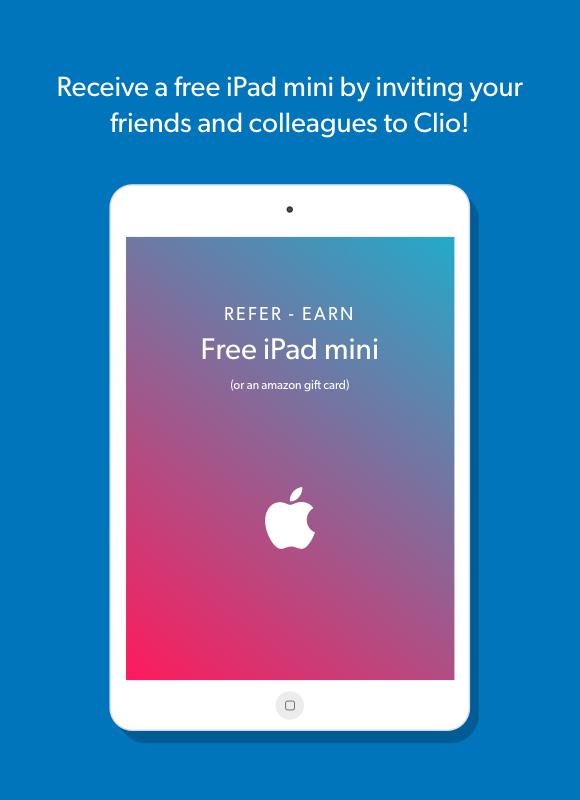 Receive a free iPad mini by inviting your
friends and colleagues to Clio!
REFER - EARN
Free iPad mini
(or an amazon gift card)